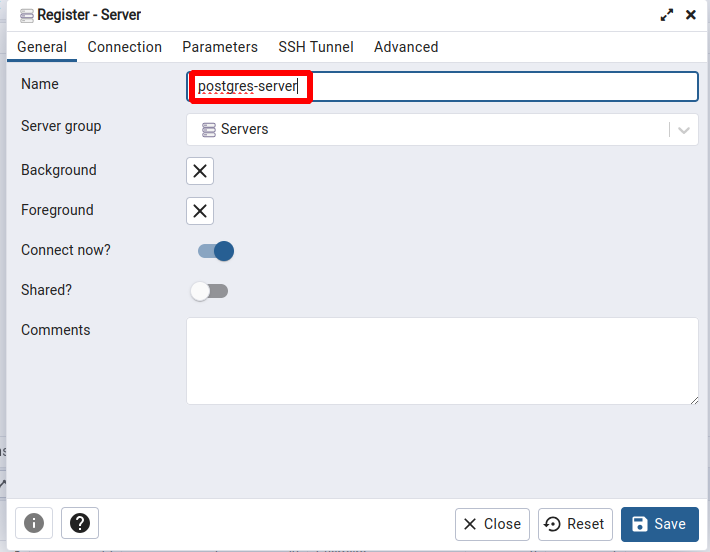 Register - Server
General Connection Parameters SSH Tunnel Advanced
Name postgres-server
Server group Servers
Background
Foreground
Connect now?
Shared?
Comments
Close Reset Save